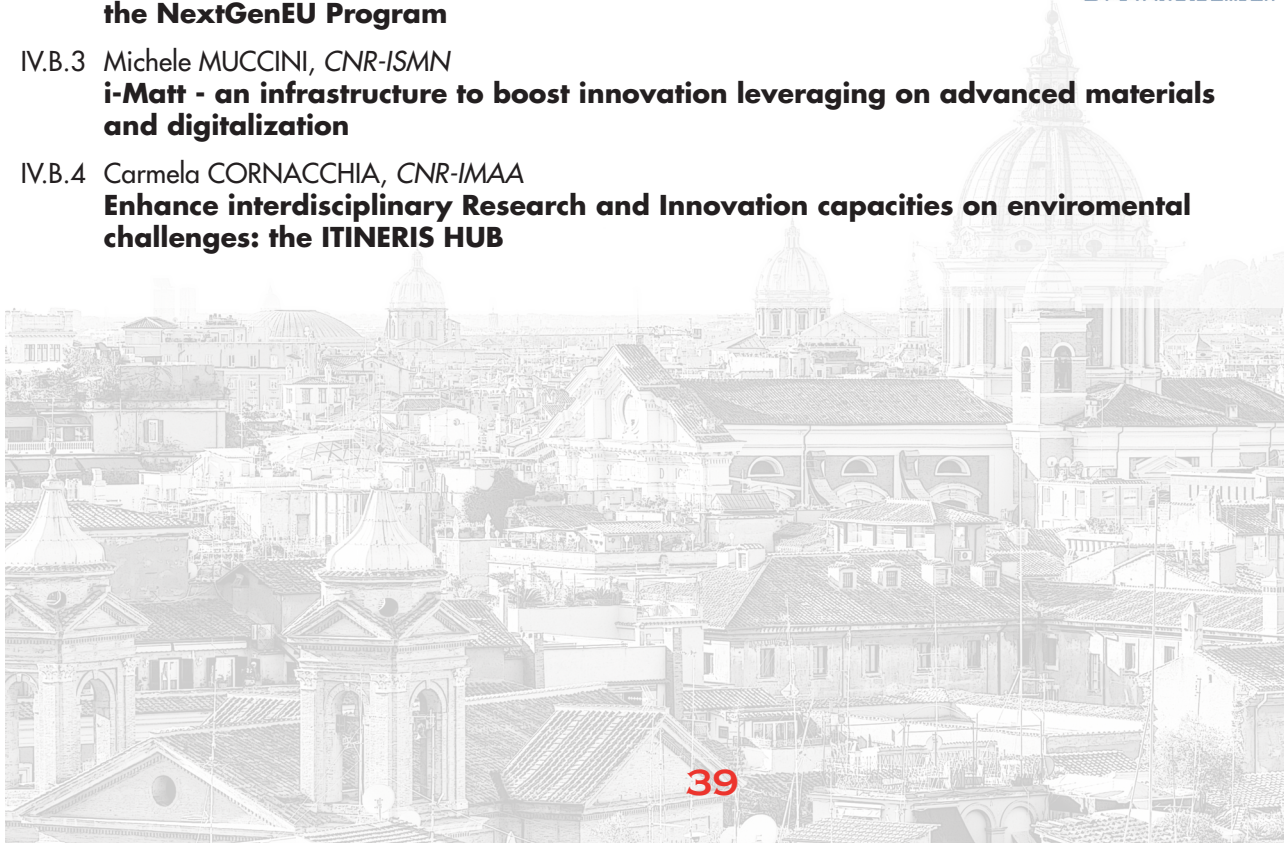 the NextGenEU Program
IV.B.3 Michele MUCCINI, CNR-ISMN
i-Matt - an infrastructure to boost innovation leveraging on advanced materials
and digitalization
IV.B.4 Carmela CORNACCHIA, CNR-IMAA
Enhance interdisciplinary Research and Innovation capacities on enviromental
challenges: the ITINERIS HUB
39